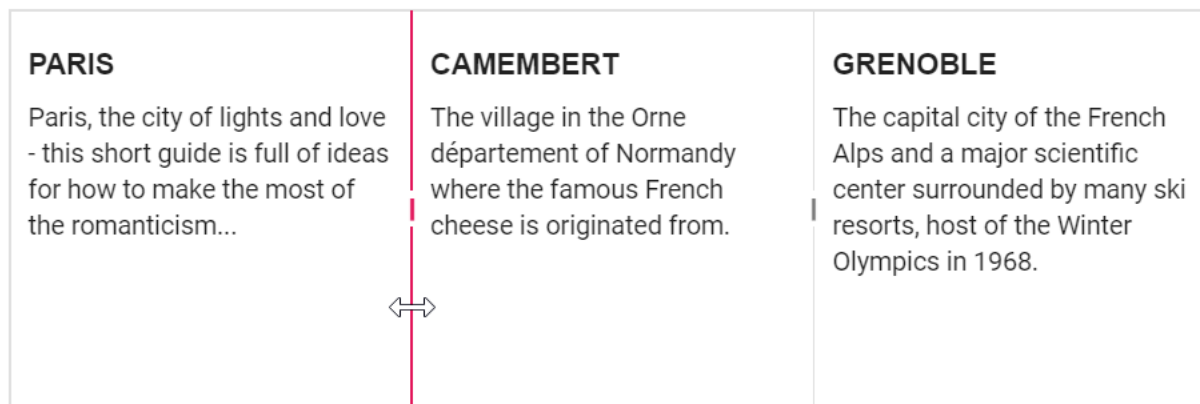 PARIS
Paris, the city of lights and love
- this short guide is full of ideas
for how to make the most of
the romanticism...
CAMEMBERT
The village in the Orne
département of Normandy
where the famous French
cheese is originated from.
GRENOBLE
The capital city of the French
Alps and a major scientific
center surrounded by many ski
resorts, host of the Winter
Olympics in 1968.